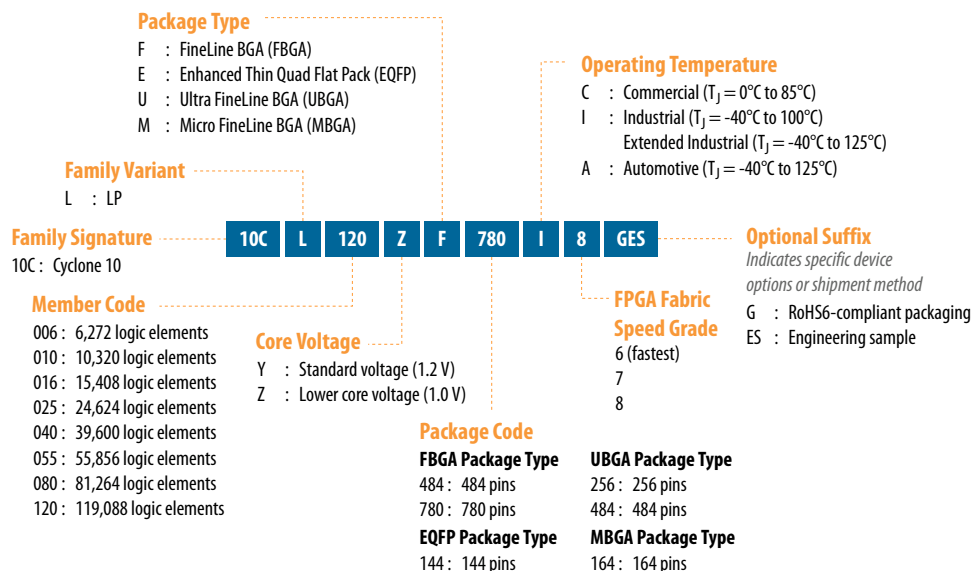 Package Type
F : FineLine BGA (FBGA)
E : Enhanced Thin Quad Flat Pack (EQFP)
U : Ultra FineLine BGA (UBGA)
M : Micro FineLine BGA (MBGA)
Operating Temperature
C : Commercial (TJ = 0°C to 85°C)
I : Industrial (TJ = -40°C to 100°C)
Extended Industrial (TJ = -40°C to 125°C)
A : Automotive (TJ = -40°C to 125°C)
Family Variant
L : LP
Family Signature
10C : Cyclone 10
10C L 120 Z F 780 I 8 GES
Optional Suffix
Indicates specific device
options or shipment method
G : RoHS6-compliant packaging
ES : Engineering sample
Member Code
006 : 6,272 logic elements
010 : 10,320 logic elements
016 : 15,408 logic elements
025 : 24,624 logic elements
040 : 39,600 logic elements
055 : 55,856 logic elements
080 : 81,264 logic elements
120 : 119,088 logic elements
Core Voltage
Y : Standard voltage (1.2 V)
Z : Lower core voltage (1.0 V)
FPGA Fabric
Speed Grade
6 (fastest)
7
8
Package Code
FBGA Package Type
484 : 484 pins
780 : 780 pins
EQFP Package Type
144 : 144 pins
UBGA Package Type
256 : 256 pins
484 : 484 pins
MBGA Package Type
164 : 164 pins